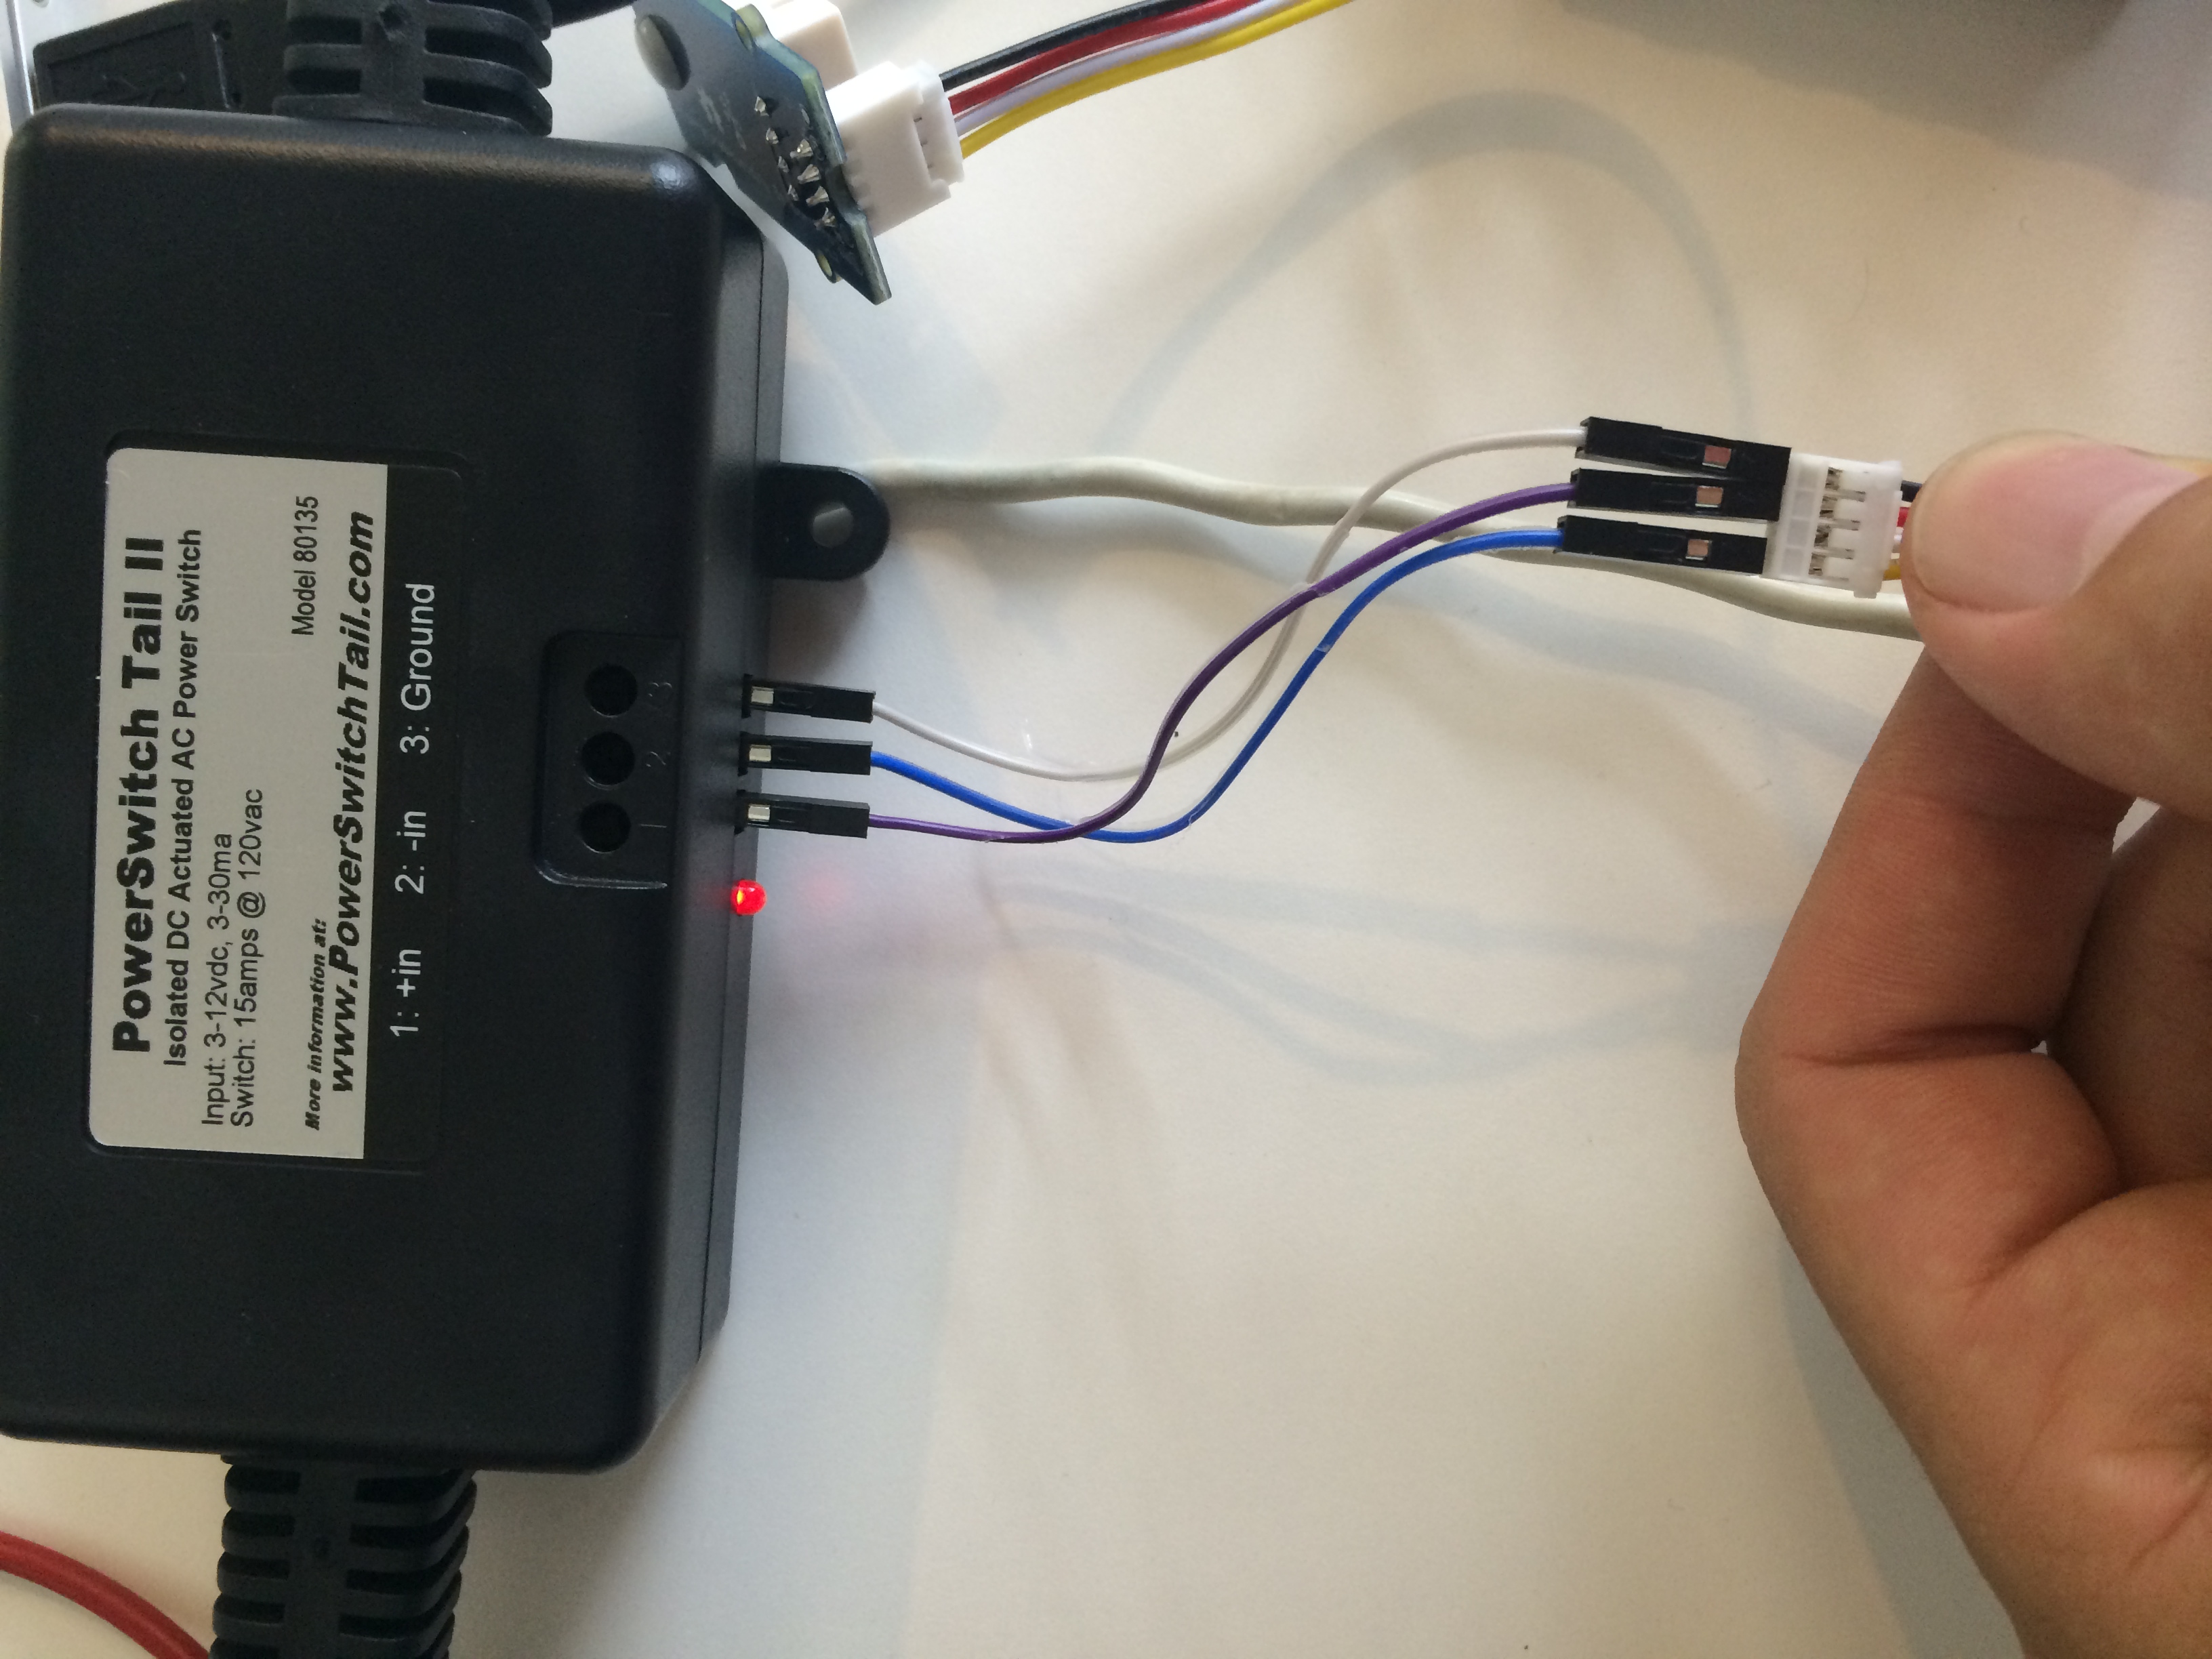 PowerSwitch Tail II
Isolated DC Actuated AC Power Switch
Input: 3-12vdc, 3-30ma
Switch: 15amps @ 120vac
Model 80135
More information at:
www.PowerSwitchTail.com
1: +in 2: -in 3: Ground
1 2 3